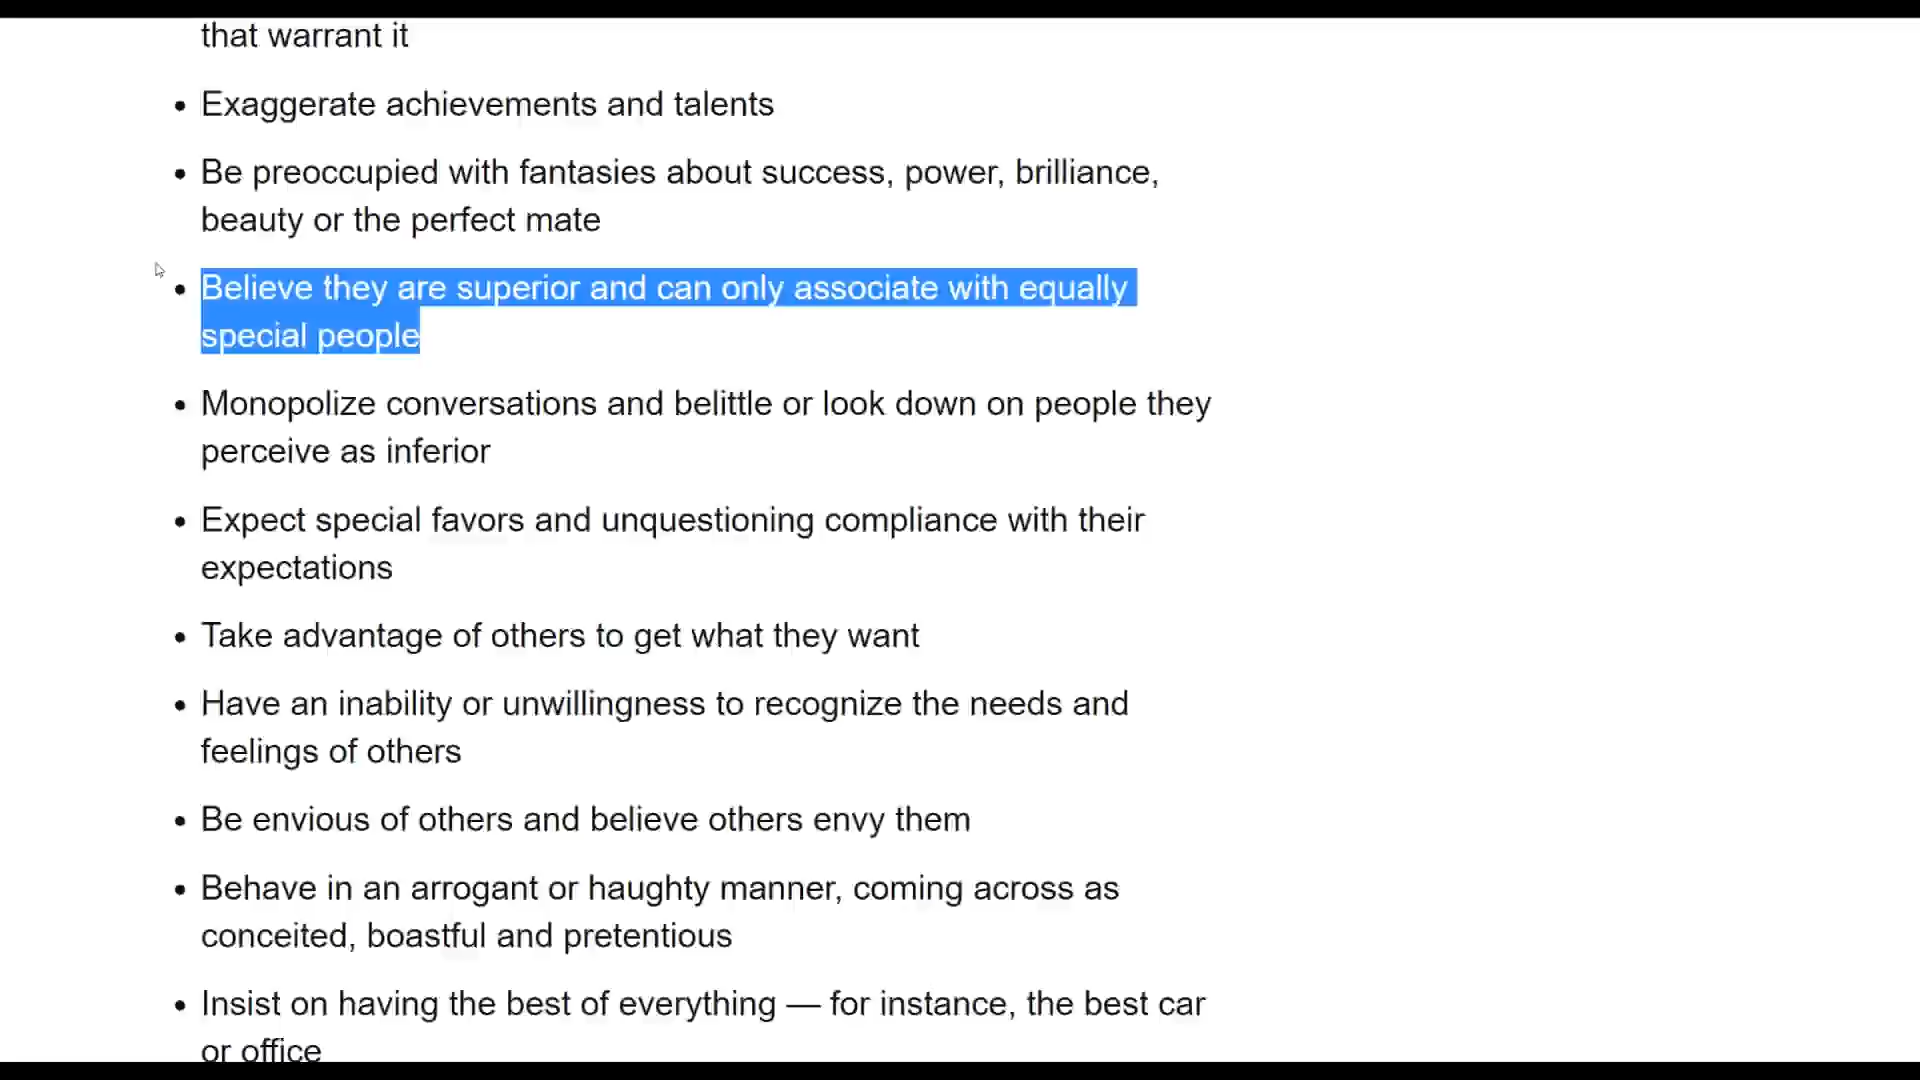 that warrant it
• Exaggerate achievements and talents
• Be preoccupied with fantasies about success, power, brilliance,
beauty or the perfect mate
• Believe they are superior and can only associate with equally
special people
• Monopolize conversations and belittle or look down on people they
perceive as inferior
• Expect special favors and unquestioning compliance with their
expectations
• Take advantage of others to get what they want
• Have an inability or unwillingness to recognize the needs and
feelings of others
• Be envious of others and believe others envy them
• Behave in an arrogant or haughty manner, coming across as
conceited, boastful and pretentious
• Insist on having the best of everything — for instance, the best car
or office